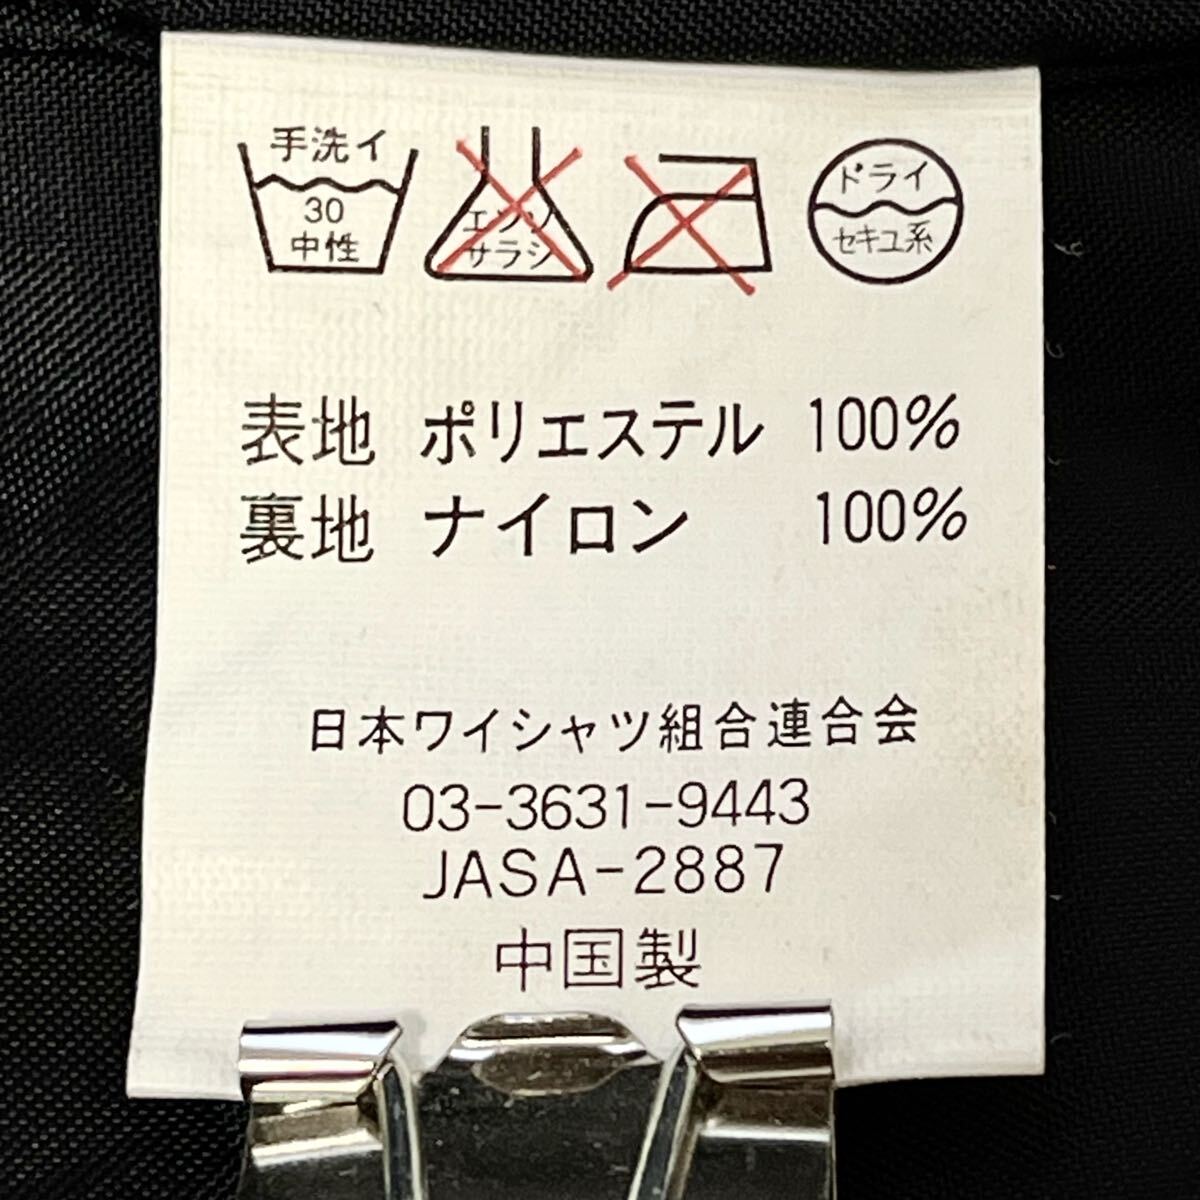 手洗イ
30
中性
エンソ
サラシ
ドライ
セキユ系
表地 ポリエステル 100%
裏地 ナイロン 100%
日本ワイシャツ組合連合会
03-3631-9443
JASA-2887
中国製